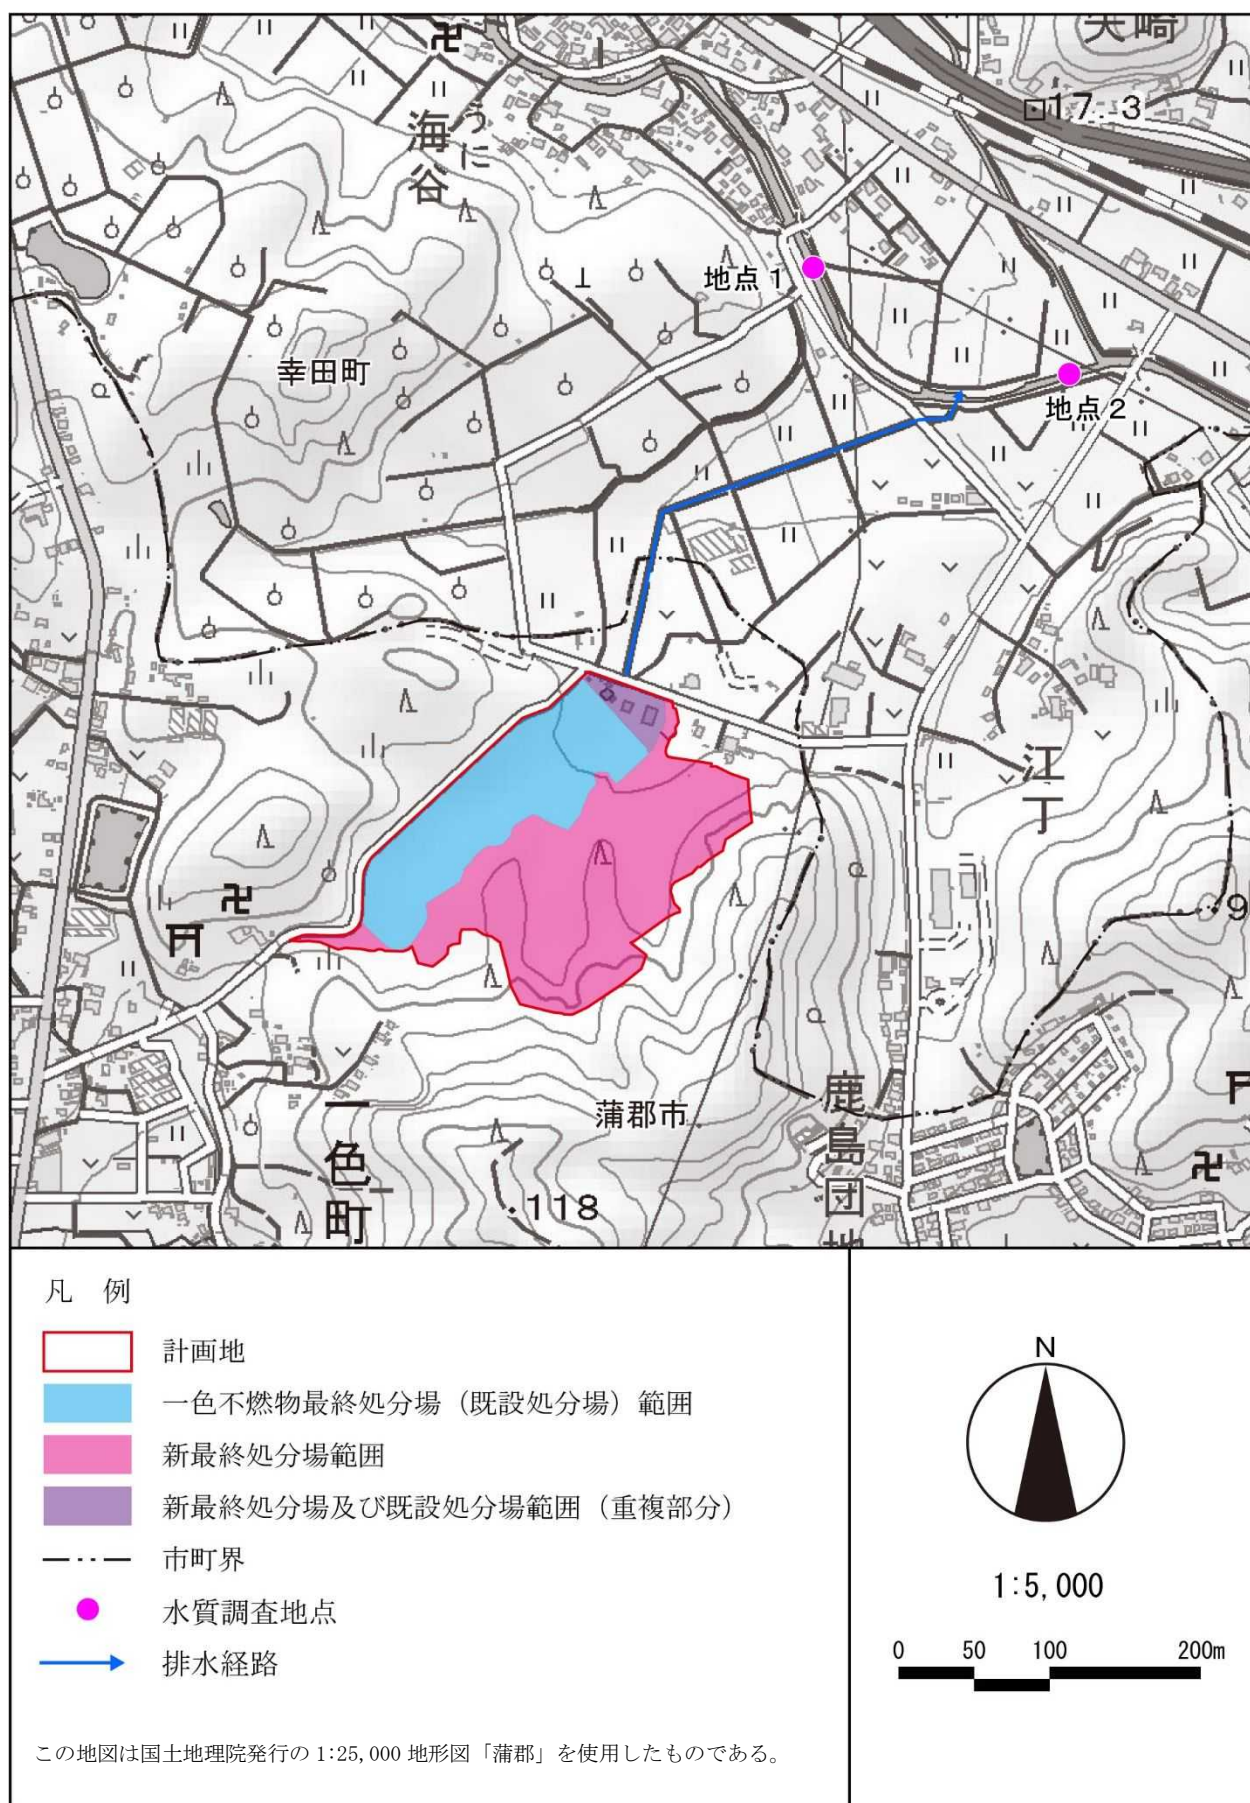 矢崎
17.3
海谷
うに
地点1
地点2
幸田町
江丁
9
一色町
蒲郡市
鹿島団地
118
凡 例
計画地
一色不燃物最終処分場（既設処分場）範囲
新最終処分場範囲
新最終処分場及び既設処分場範囲（重複部分）
市町界
水質調査地点
排水経路
この地図は国土地理院発行の 1:25,000 地形図「蒲郡」を使用したものである。
N
1:5,000
0 50 100 200m